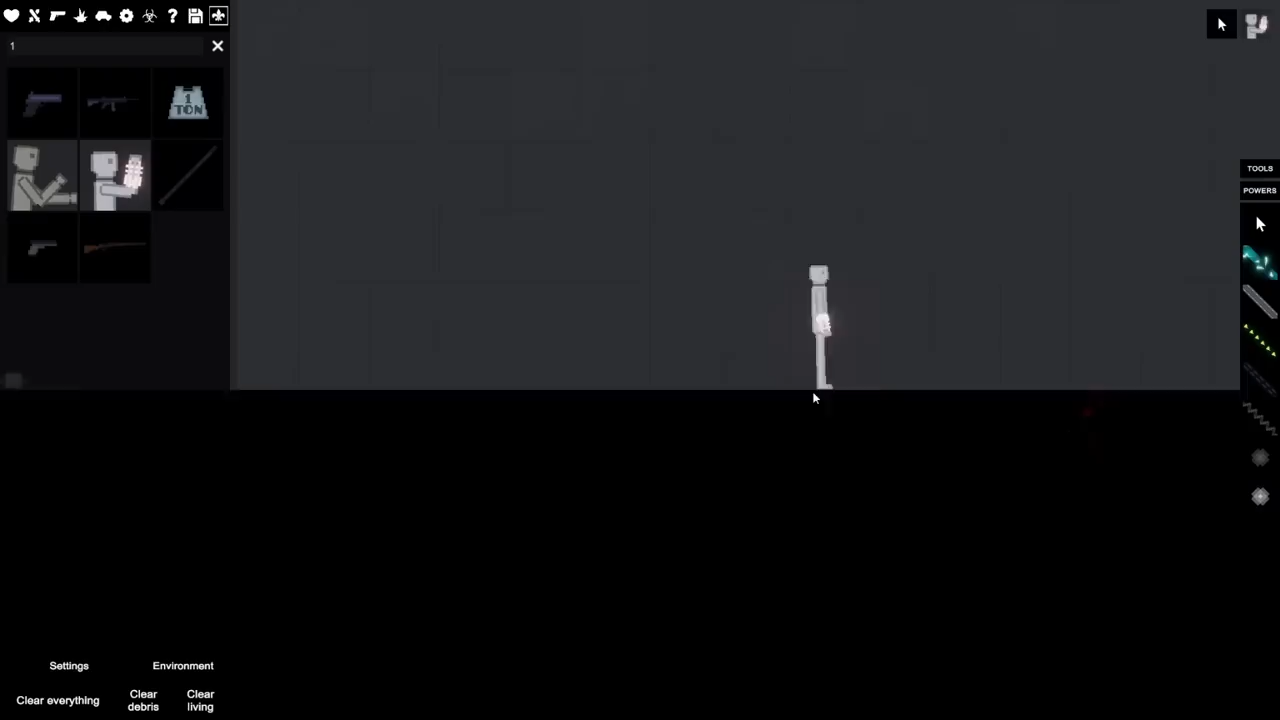 ?
1
1
TON
TOOLS
POWERS
Settings
Environment
Clear everything
Clear
debris
Clear
living